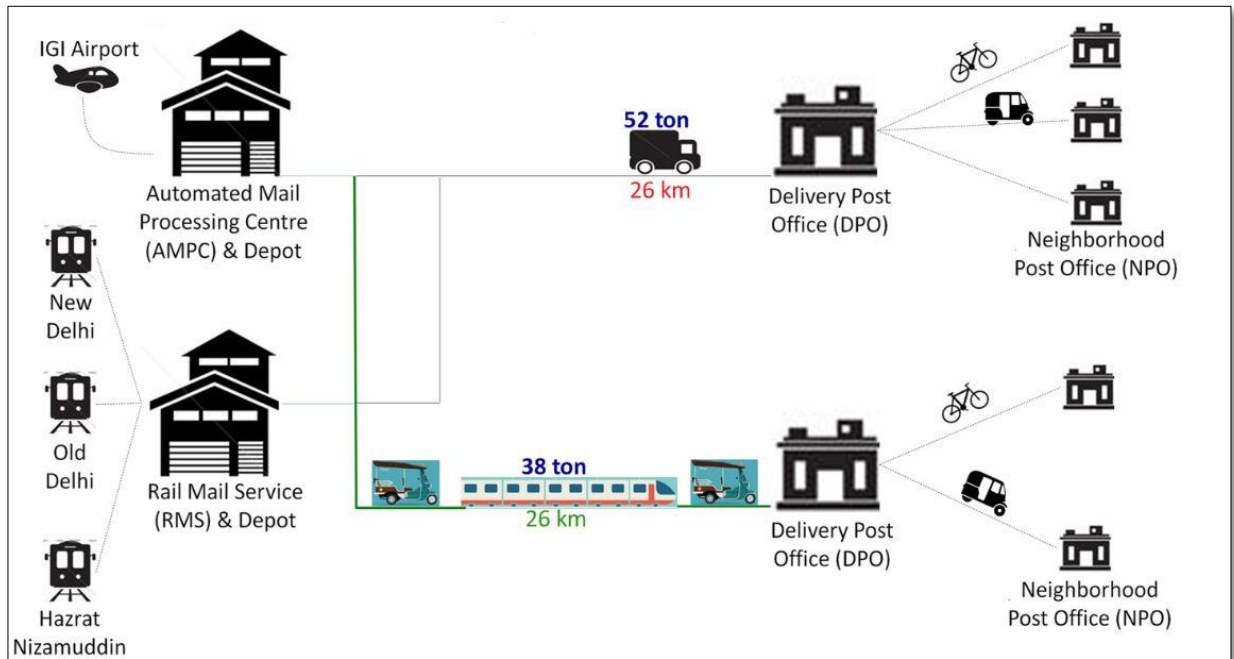 IGI Airport
Automated Mail
Processing Centre
(AMPC) & Depot
52 ton
26 km
Delivery Post
Office (DPO)
Neighborhood
Post Office (NPO)
New
Delhi
Old
Delhi
Hazrat
Nizamuddin
Rail Mail Service
(RMS) & Depot
38 ton
26 km
Delivery Post
Office (DPO)
Neighborhood
Post Office (NPO)